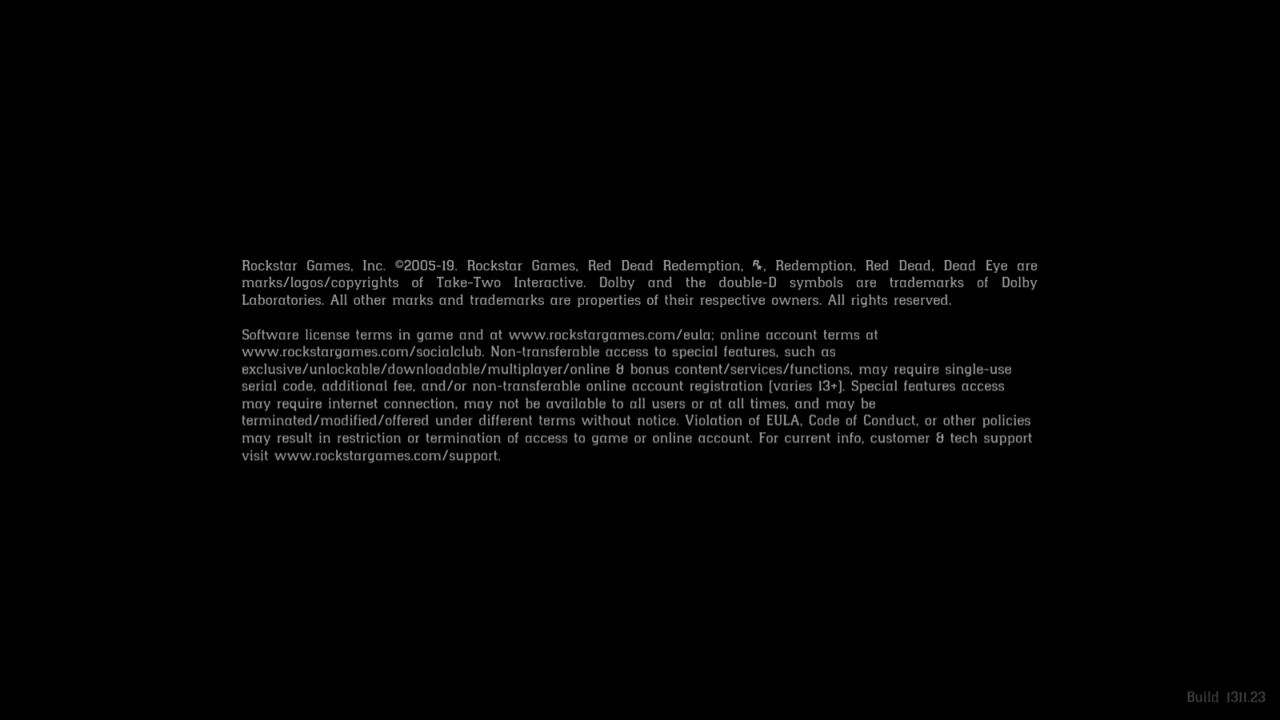 Rockstar Games, Inc. ©2005-19. Rockstar Games, Red Dead Redemption, , Redemption, Red Dead, Dead Eye are
marks/logos/copyrights of Take-Two Interactive. Dolby and the double-D symbols are trademarks of Dolby
Laboratories. All other marks and trademarks are properties of their respective owners. All rights reserved.
Software license terms in game and at www.rockstargames.com/eula; online account terms at
www.rockstargames.com/socialclub. Non-transferable access to special features, such as
exclusive/unlockable/downloadable/multiplayer/online & bonus content/services/functions, may require single-use
serial code, additional fee, and/or non-transferable online account registration (varies 13+). Special features access
may require internet connection, may not be available to all users or at all times, and may be
terminated/modified/offered under different terms without notice. Violation of EULA, Code of Conduct, or other policies
may result in restriction or termination of access to game or online account. For current info, customer & tech support
visit www.rockstargames.com/support.
Build 1311.23